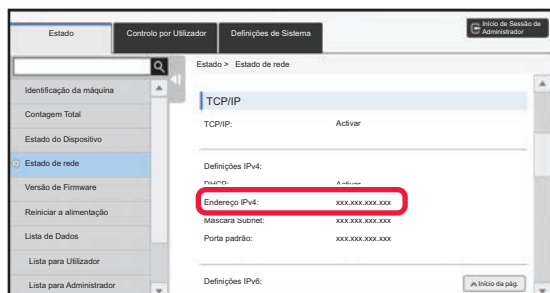 Estado
Controlo por Utilizador
Definições de Sistema
Início de Sessão de
Administrador
Estado > Estado de rede
Identificação da máquina
Contagem Total
Estado do Dispositivo
Estado de rede
Versão de Firmware
Reiniciar a alimentação
Lista de Dados
Lista para Utilizador
Lista para Administrador
TCP/IP
TCP/IP: Activar
Definições IPv4:
DHCP: Activar
Endereço IPv4: xxx.xxx.xxx.xxx
Máscara Subnet: xxx.xxx.xxx.xxx
Porta padrão: xxx.xxx.xxx.xxx
Definições IPv6:
Início da pág.